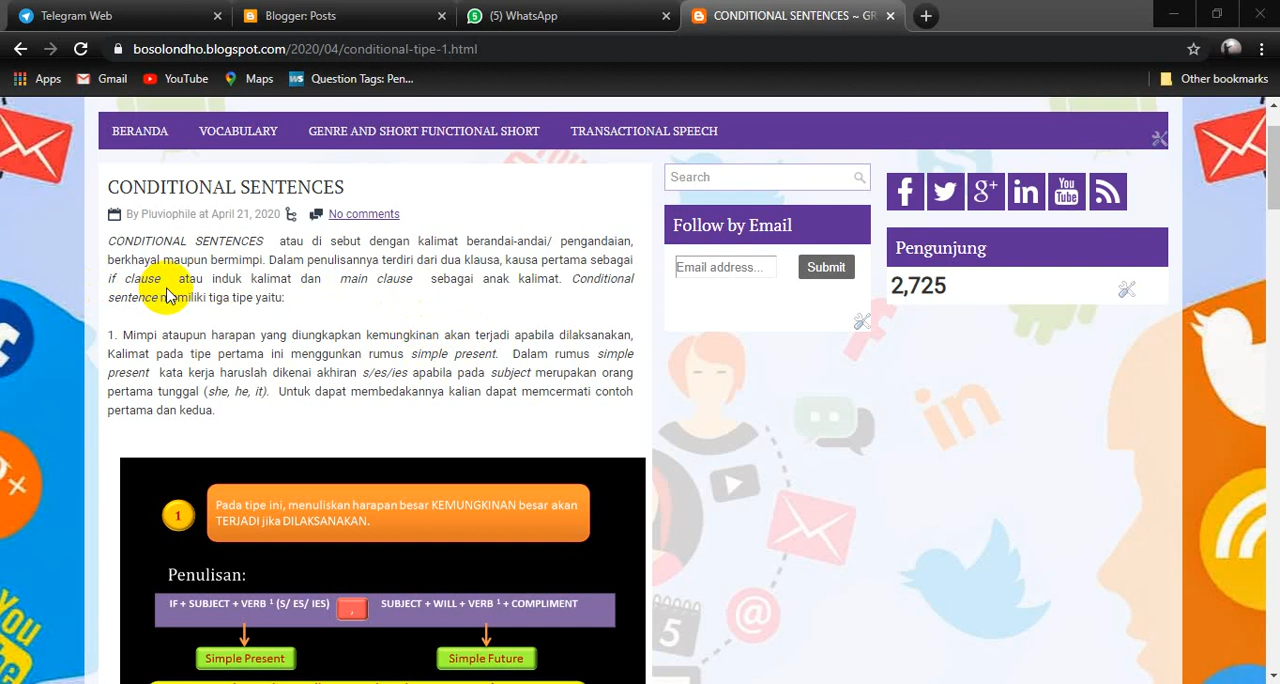 Telegram Web
Blogger: Posts
(5) WhatsApp
CONDITIONAL SENTENCES ~ GR
bosolondho.blogspot.com/2020/04/conditional-tipe-1.html
Apps
Gmail
YouTube
Maps
Question Tags: Pen...
Other bookmarks
BERANDA
VOCABULARY
GENRE AND SHORT FUNCTIONAL SHORT
TRANSACTIONAL SPEECH
CONDITIONAL SENTENCES
By Pluviophile at April 21, 2020
No comments
CONDITIONAL SENTENCES atau di sebut dengan kalimat berandai-andai/ pengandaian,
berkhayal maupun bermumpi. Dalam penulisannya terdiri dari dua klausa, kausa pertama sebagai
if clause atau induk kalimat dan main clause sebagai anak kalimat. Conditional
sentence memiliki tiga tipe yaitu:
1. Mimpi ataupun harapan yang diungkapkan kemungkinan akan terjadi apabila dilaksanakan,
Kalimat pada tipe pertama ini menggunkan rumus simple present. Dalam rumus simple
present kata kerja haruslah dikenai akhiran s/es/ies apabila pada subject merupakan orang
pertama tunggal (she, he, it). Untuk dapat membedakannya kalian dapat memcermati contoh
pertama dan kedua.
1
Pada tipe ini, menuliskan harapan besar KEMUNGKINAN besar akan
TERJADI jika DILAKSANAKAN.
Penulisan:
IF + SUBJECT + VERB ¹ (S/ ES/ IES)
,
SUBJECT + WILL + VERB ¹ + COMPLIMENT
Simple Present
Simple Future
Search
Follow by Email
Email address...
Submit
You
Tube
Pengunjung
2,725
You
5
in